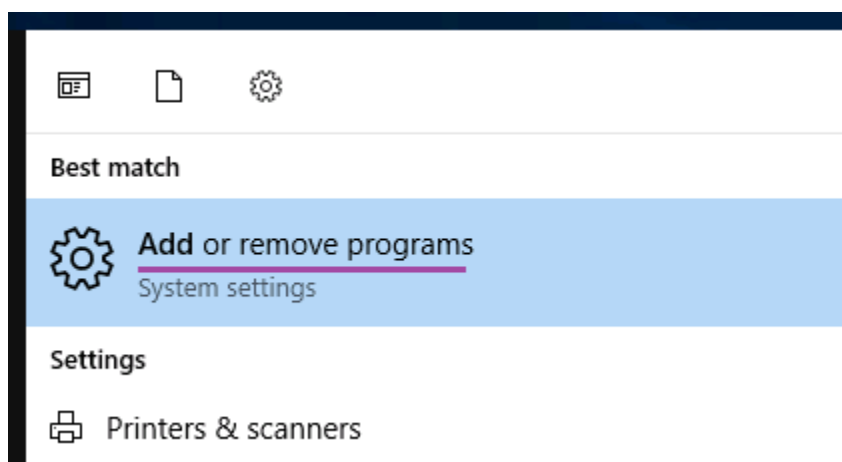 Best match
Add or remove programs
System settings
Settings
Printers & scanners